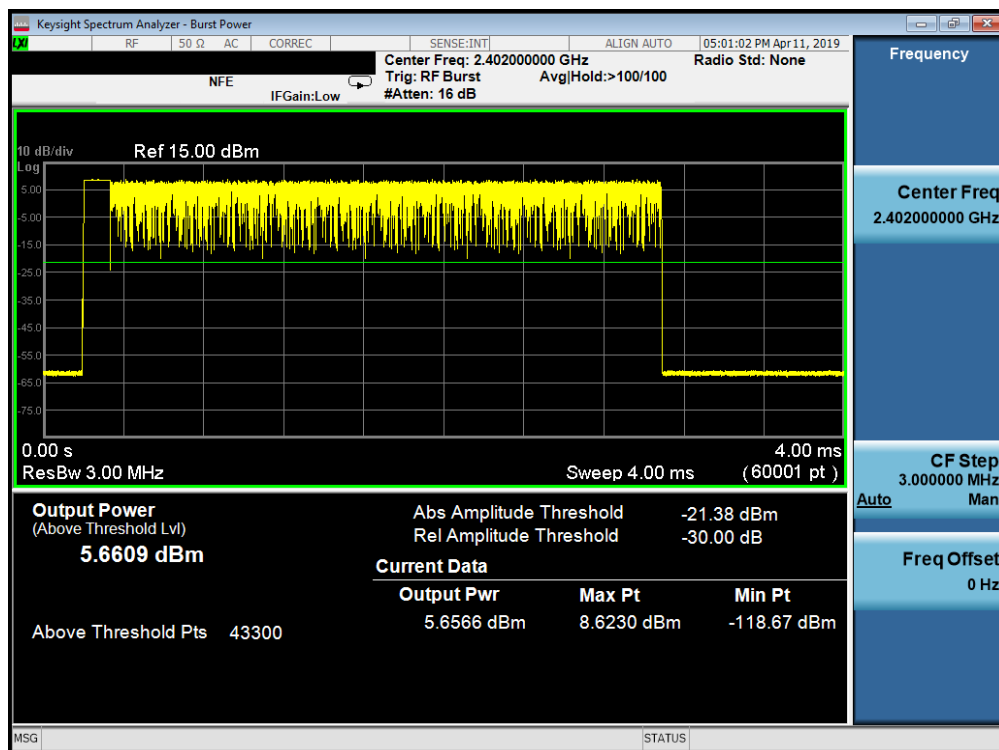 Keysight Spectrum Analyzer - Burst Power
LXI RF 50 Ω AC CORREC SENSE:INT ALIGN AUTO 05:01:02 PM Apr 11, 2019
Center Freq: 2.402000000 GHz Radio Std: None
NFE Trig: RF Burst Avg|Hold:>100/100
IFGain:Low #Atten: 16 dB
10 dB/div Ref 15.00 dBm
Log
5.00
-5.00
-15.0
-25.0
-35.0
-45.0
-55.0
-65.0
-75.0
0.00 s 4.00 ms
ResBw 3.00 MHz Sweep 4.00 ms (60001 pt)
Output Power
(Above Threshold Lvl)
5.6609 dBm
Above Threshold Pts 43300
Abs Amplitude Threshold -21.38 dBm
Rel Amplitude Threshold -30.00 dB
Current Data
Output Pwr Max Pt Min Pt
5.6566 dBm 8.6230 dBm -118.67 dBm
Frequency
Center Freq
2.402000000 GHz
CF Step
3.000000 MHz
Auto Man
Freq Offset
0 Hz
MSG STATUS